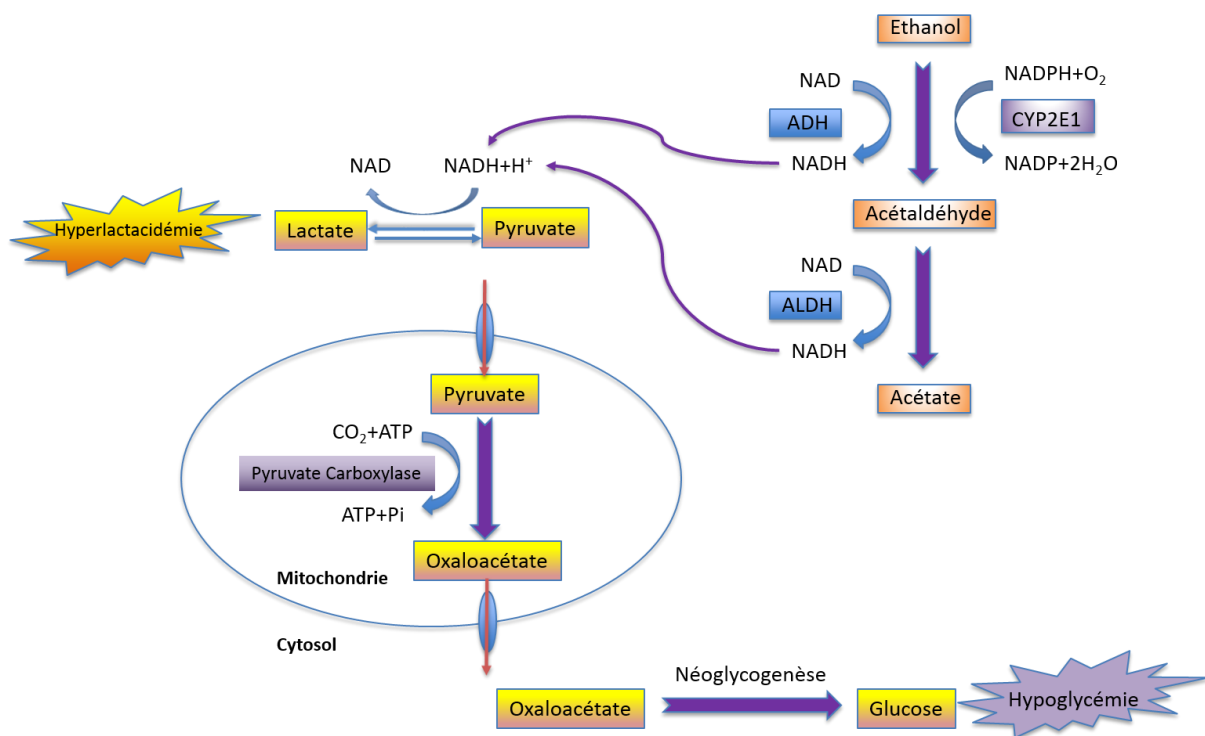 Ethanol
NAD
NADPH+O₂
ADH
CYP2E1
NADH
NADP+2H₂O
NAD
NADH+H⁺
Hyperlactacidémie
Lactate
Pyruvate
Acétaldéhyde
NAD
ALDH
NADH
Acétate
Pyruvate
CO₂+ATP
Pyruvate Carboxylase
ATP+Pi
Oxaloacétate
Mitochondrie
Cytosol
Néoglycogenèse
Oxaloacétate
Glucose
Hypoglycémie